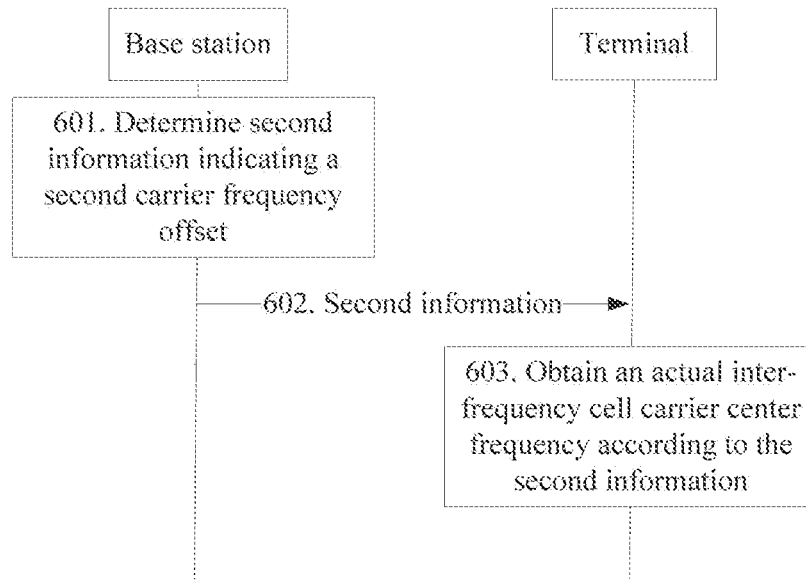 Base station
Terminal
601. Determine second
information indicating a
second carrier frequency
offset
602. Second information
603. Obtain an actual inter-
frequency cell carrier center
frequency according to the
second information